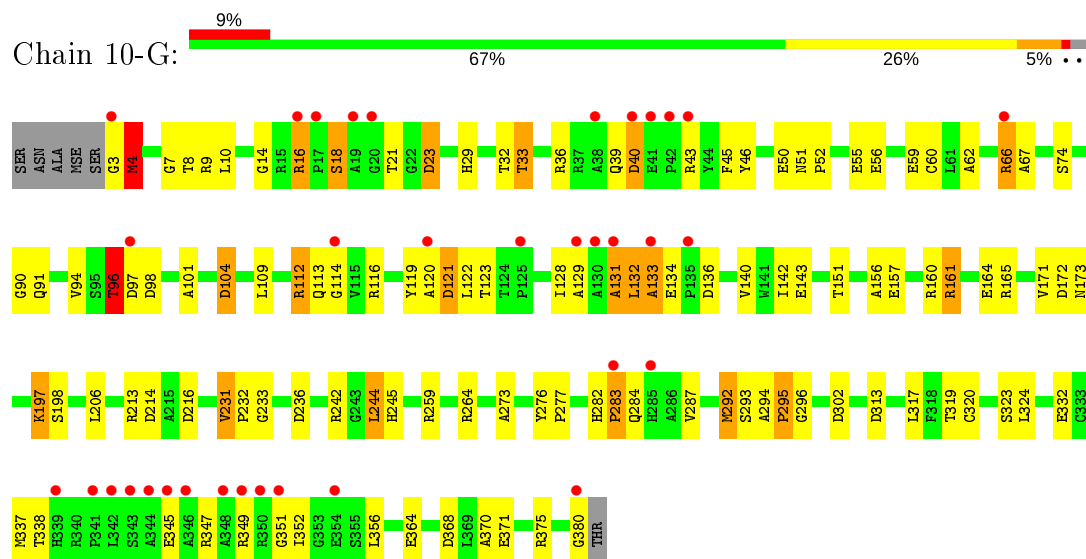 9%
Chain 10-G:
67% 26% 5% • •
SER ASN ALA MSE SER G3 M4 G7 T8 R9 L10 G14 R15 R16 P17 S18 A19 G20 T21 G22 D23 H29 T32 T33 R36 R37 A38 Q39 D40 E41 P42 R43 Y44 F45 Y46 E50 N51 P52 E55 E56 E59 C60 L61 A62 R66 A67 S74
G90 Q91 V94 S95 T96 D97 D98 A101 D104 L109 R112 Q113 G114 V115 R116 Y119 A120 D121 L122 T123 T124 P125 I128 A129 A130 A131 L132 A133 E134 P135 D136 V140 W141 I142 E143 T151 A156 E157 R160 R161 E164 R165 V171 D172 N173
K197 S198 L206 R213 D214 A215 D216 V231 P232 G233 D236 R242 G243 L244 H245 R259 R264 A273 Y276 P277 H282 P283 Q284 H285 A286 V287 M292 S293 A294 P295 G296 D302 D313 L317 F318 T319 C320 S323 L324 E332 C333
M337 T338 H339 R340 P341 L342 S343 A344 E345 A346 R347 A348 R349 R350 G351 I352 G353 E354 S355 L356 E364 D368 L369 A370 E371 R375 G380 THR